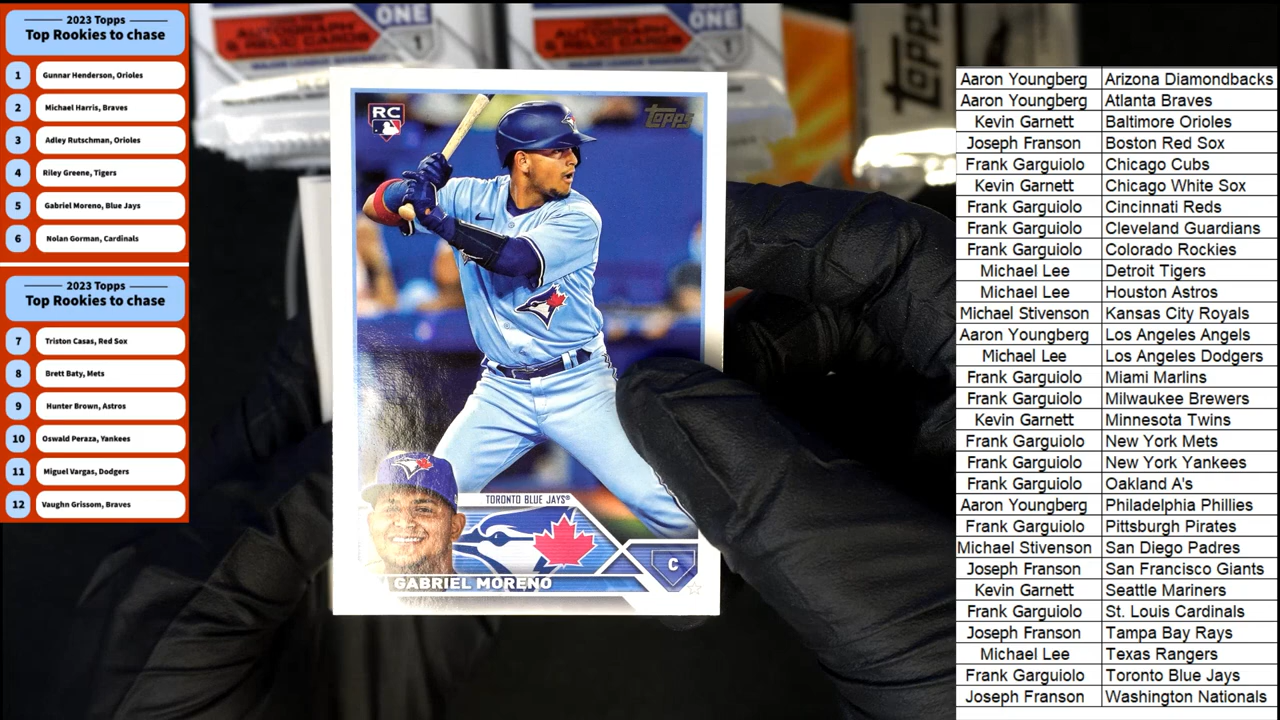 2023 Topps
Top Rookies to chase
1 Gunnar Henderson, Orioles
2 Michael Harris, Braves
3 Adley Rutschman, Orioles
4 Riley Greene, Tigers
5 Gabriel Moreno, Blue Jays
6 Nolan Gorman, Cardinals
2023 Topps
Top Rookies to chase
7 Triston Casas, Red Sox
8 Brett Baty, Mets
9 Hunter Brown, Astros
10 Oswald Peraza, Yankees
11 Miguel Vargas, Dodgers
12 Vaughn Grissom, Braves
ONE
1
AUTOGRAPH
& RELIC CARDS
ONE
1
AUTOGRAPH
& RELIC CARDS
topps
RC
Topps
TORONTO BLUE JAYS®
C
GABRIEL MORENO
Aaron Youngberg Arizona Diamondbacks
Aaron Youngberg Atlanta Braves
Kevin Garnett Baltimore Orioles
Joseph Franson Boston Red Sox
Frank Garguiolo Chicago Cubs
Kevin Garnett Chicago White Sox
Frank Garguiolo Cincinnati Reds
Frank Garguiolo Cleveland Guardians
Frank Garguiolo Colorado Rockies
Michael Lee Detroit Tigers
Michael Lee Houston Astros
Michael Stivenson Kansas City Royals
Aaron Youngberg Los Angeles Angels
Michael Lee Los Angeles Dodgers
Frank Garguiolo Miami Marlins
Frank Garguiolo Milwaukee Brewers
Kevin Garnett Minnesota Twins
Frank Garguiolo New York Mets
Frank Garguiolo New York Yankees
Frank Garguiolo Oakland A's
Aaron Youngberg Philadelphia Phillies
Frank Garguiolo Pittsburgh Pirates
Michael Stivenson San Diego Padres
Joseph Franson San Francisco Giants
Kevin Garnett Seattle Mariners
Frank Garguiolo St. Louis Cardinals
Joseph Franson Tampa Bay Rays
Michael Lee Texas Rangers
Frank Garguiolo Toronto Blue Jays
Joseph Franson Washington Nationals